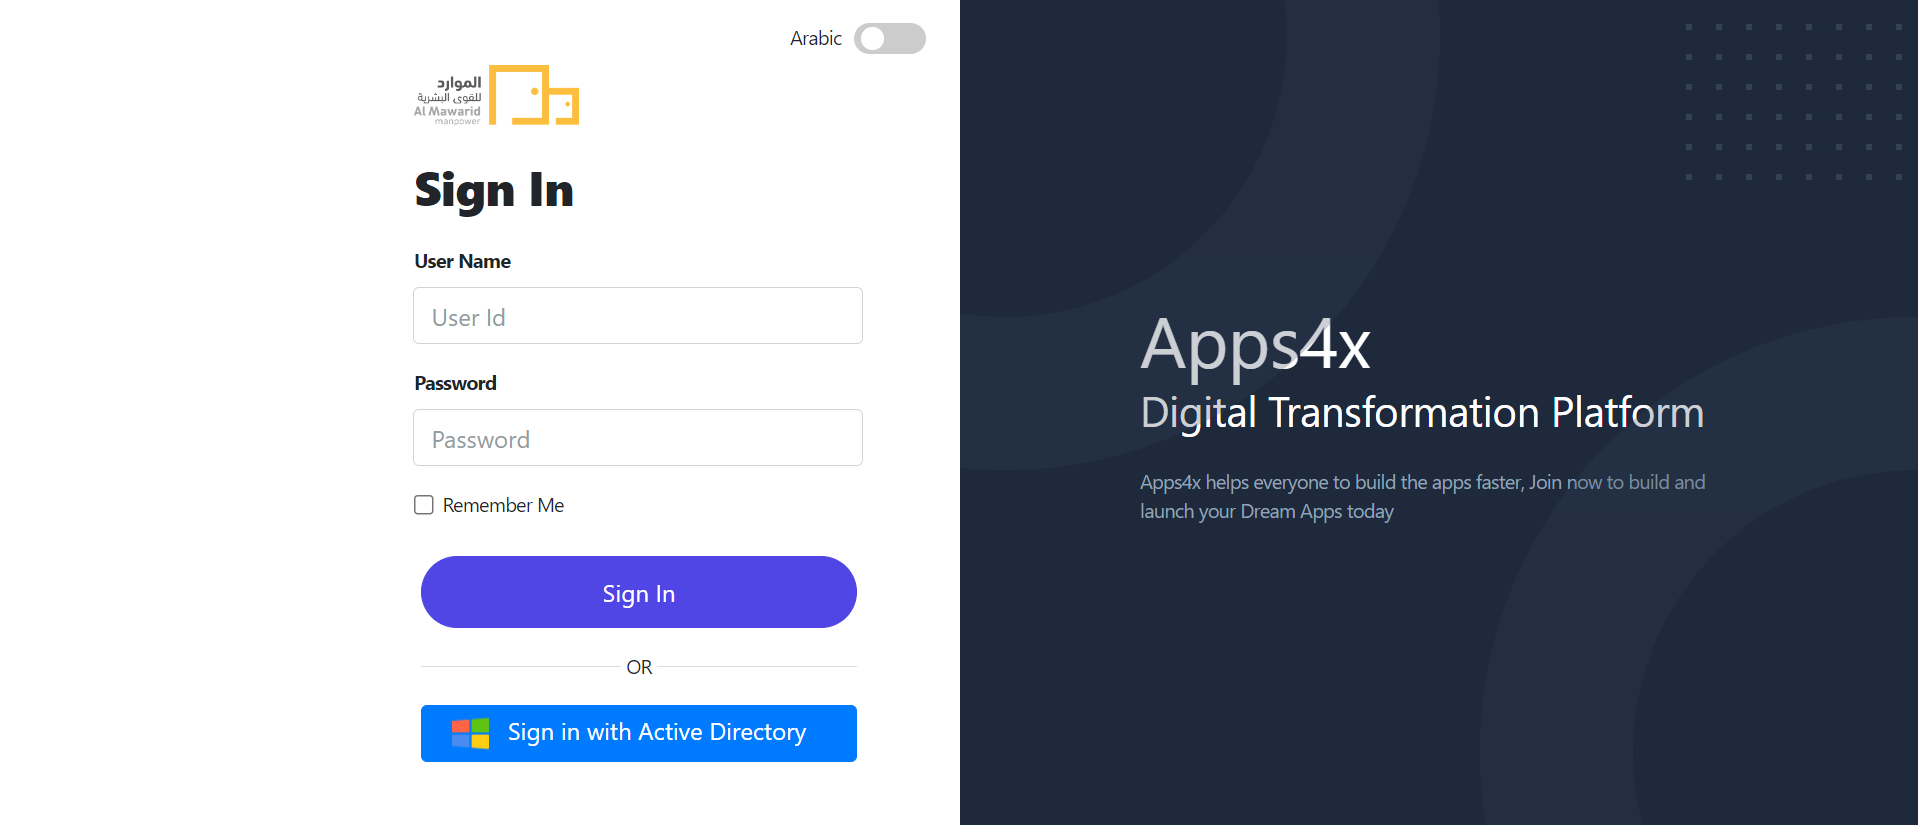 Arabic
الموارد
للقوى البشرية
Al Mawarid
manpower
Sign In
User Name
User Id
Password
Password
Remember Me
Sign In
OR
Sign in with Active Directory
Apps4x
Digital Transformation Platform
Apps4x helps everyone to build the apps faster, Join now to build and
launch your Dream Apps today